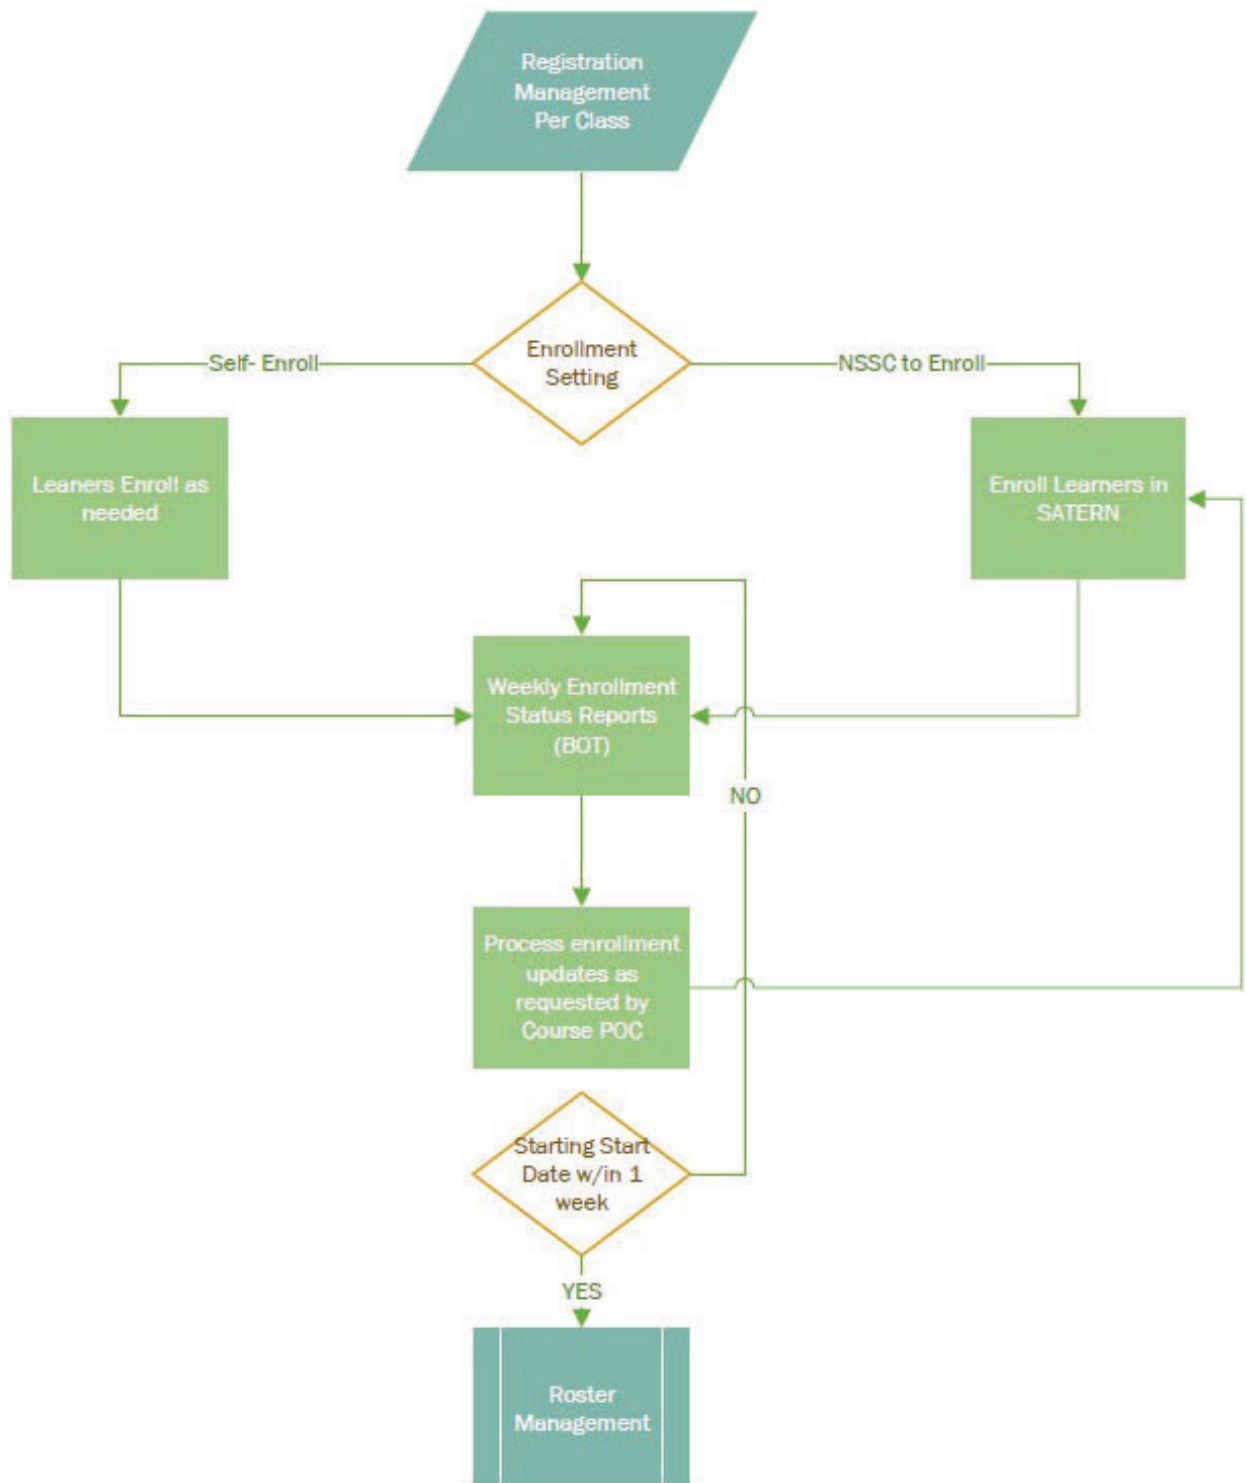 Registration
Management
Per Class
Enrollment
Setting
Self- Enroll
NSSC to Enroll
Leaners Enroll as
needed
Enroll Learners in
SATERN
Weekly Enrollment
Status Reports
(BOT)
NO
Process enrollment
updates as
requested by
Course POC
Starting Start
Date w/in 1
week
YES
Roster
Management